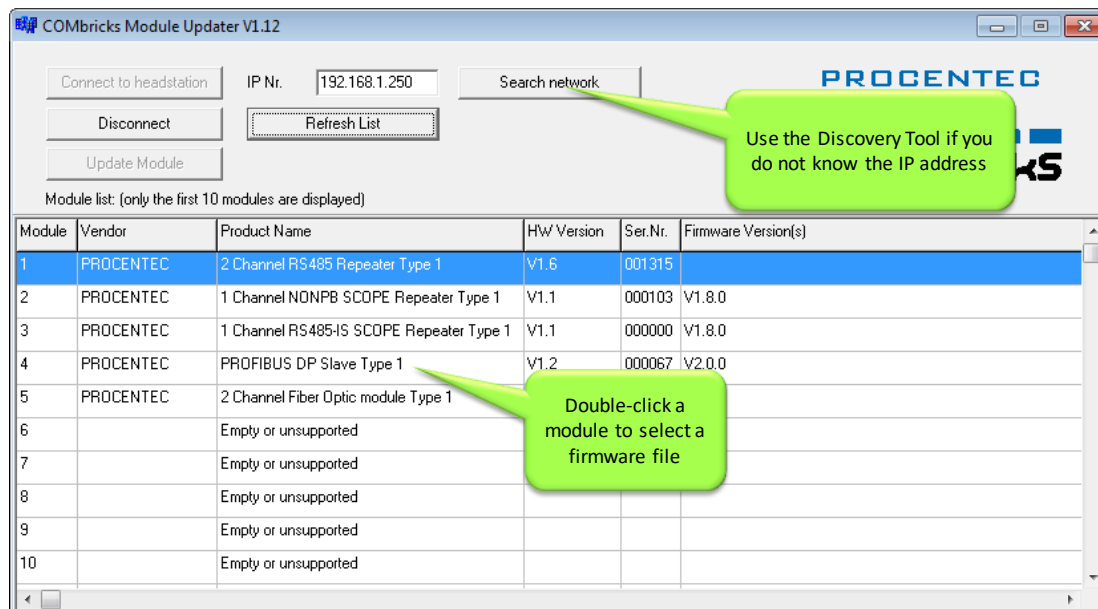 COMbricks Module Updater V1.12
Connect to headstation IP Nr. 192.168.1.250 Search network
PROCENTEC
Disconnect Refresh List
Update Module
Use the Discovery Tool if you
do not know the IP address
ks
Module list: (only the first 10 modules are displayed)
Module Vendor Product Name HW Version Ser.Nr. Firmware Version(s)
1 PROCENTEC 2 Channel RS485 Repeater Type 1 V1.6 001315
2 PROCENTEC 1 Channel NONPB SCOPE Repeater Type 1 V1.1 000103 V1.8.0
3 PROCENTEC 1 Channel RS485-IS SCOPE Repeater Type 1 V1.1 000000 V1.8.0
4 PROCENTEC PROFIBUS DP Slave Type 1 V1.2 000067 V2.0.0
5 PROCENTEC 2 Channel Fiber Optic module Type 1
Double-click a
module to select a
firmware file
6 Empty or unsupported
7 Empty or unsupported
8 Empty or unsupported
9 Empty or unsupported
10 Empty or unsupported